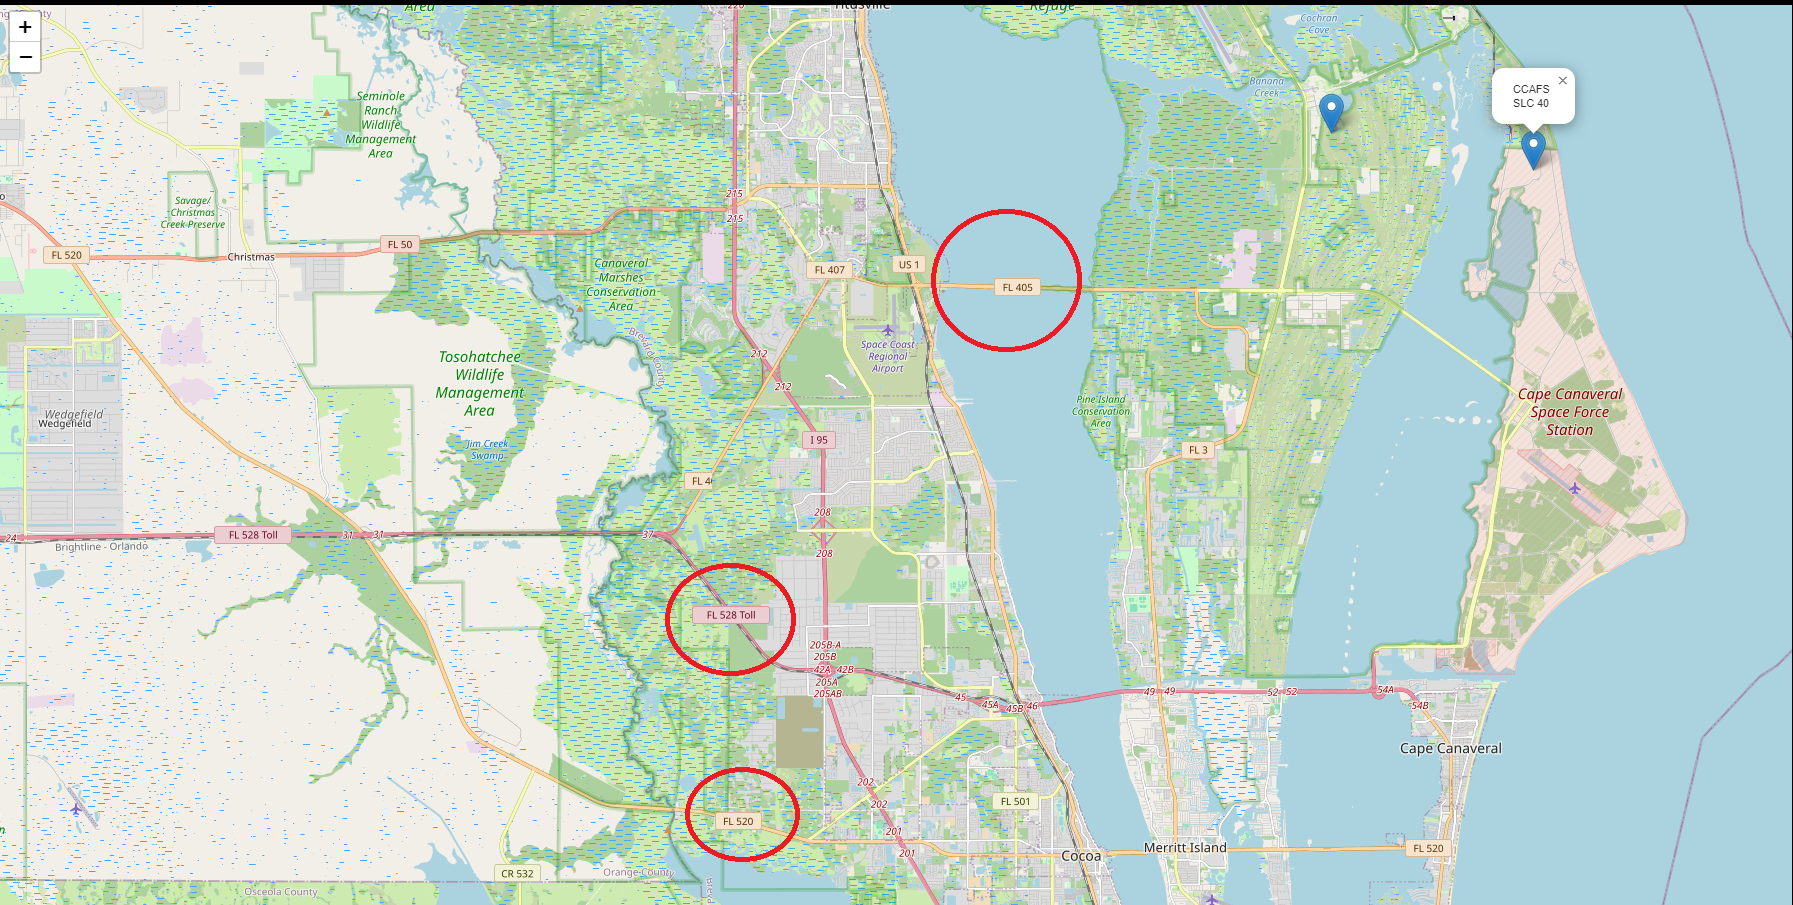 Area
220
Titusville
Refuge
Cochran
Cove
+
−
Seminole
Ranch
Wildlife
Management
Area
Banana
Creek
×
CCAFS
SLC 40
Savage/
Christmas
Creek Preserve
215
215
FL 520
FL 50
Christmas
Canaveral
Marshes
Conservation
Area
FL 407
US 1
FL 405
Brevard County
Space Coast
Regional
Airport
212
212
Tosohatchee
Wildlife
Management
Area
Wedgefield
Wedgefield
Jim Creek
Swamp
Pine Island
Conservation
Area
Cape Canaveral
Space Force
Station
I 95
FL 3
FL 4
208
208
24
FL 528 Toll
31
31
37
Brightline - Orlando
FL 528 Toll
205B-A
205B
42A
42B
205A
205AB
45
45A
45B
46
49
49
52
52
54A
54B
Cape Canaveral
202
202
FL 501
FL 520
201
201
Cocoa
Merritt Island
FL 520
CR 532
Orange-County
Osceola County